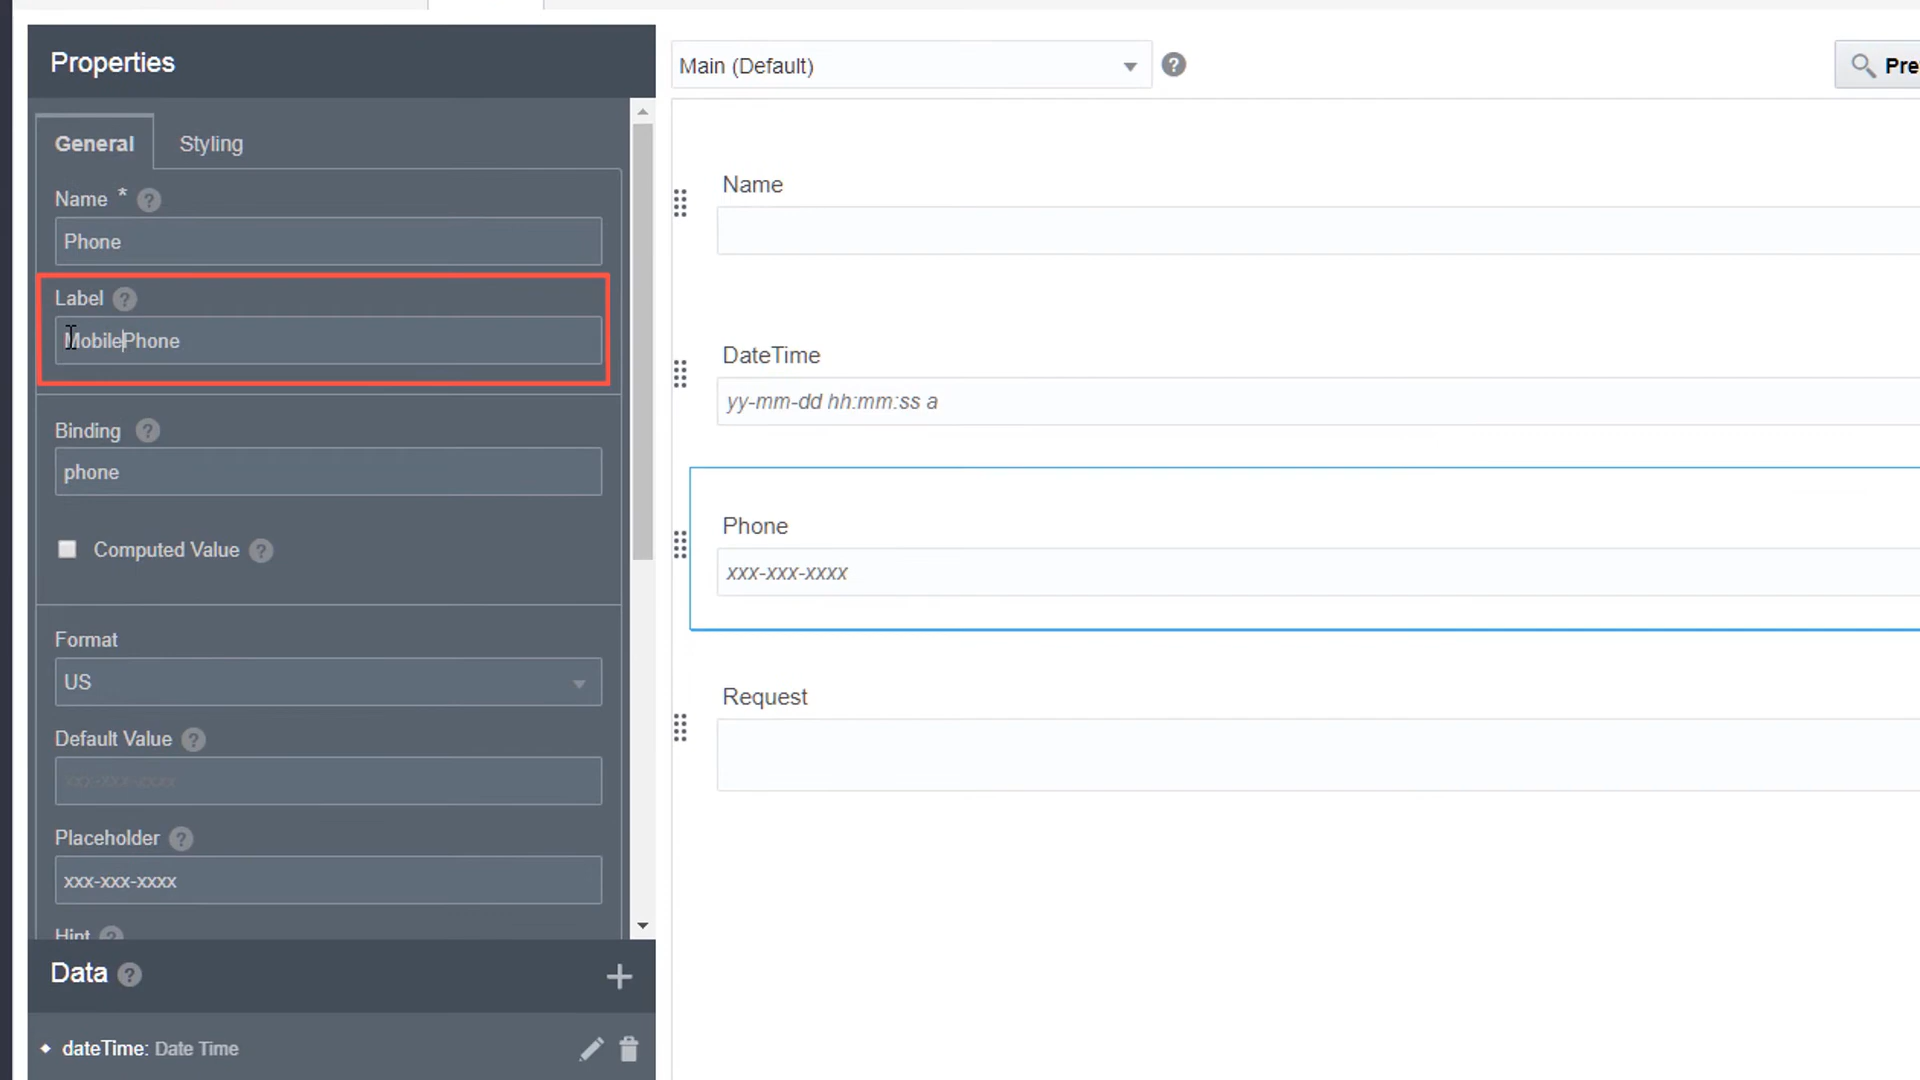 Properties
General
Styling
Name *
Phone
Label
MobilePhone
Binding
phone
Computed Value
Format
US
Default Value
xxx-xxx-xxxx
Placeholder
xxx-xxx-xxxx
Hint
Data
dateTime: Date Time
Main (Default)
Pre
Name
DateTime
yy-mm-dd hh:mm:ss a
Phone
xxx-xxx-xxxx
Request